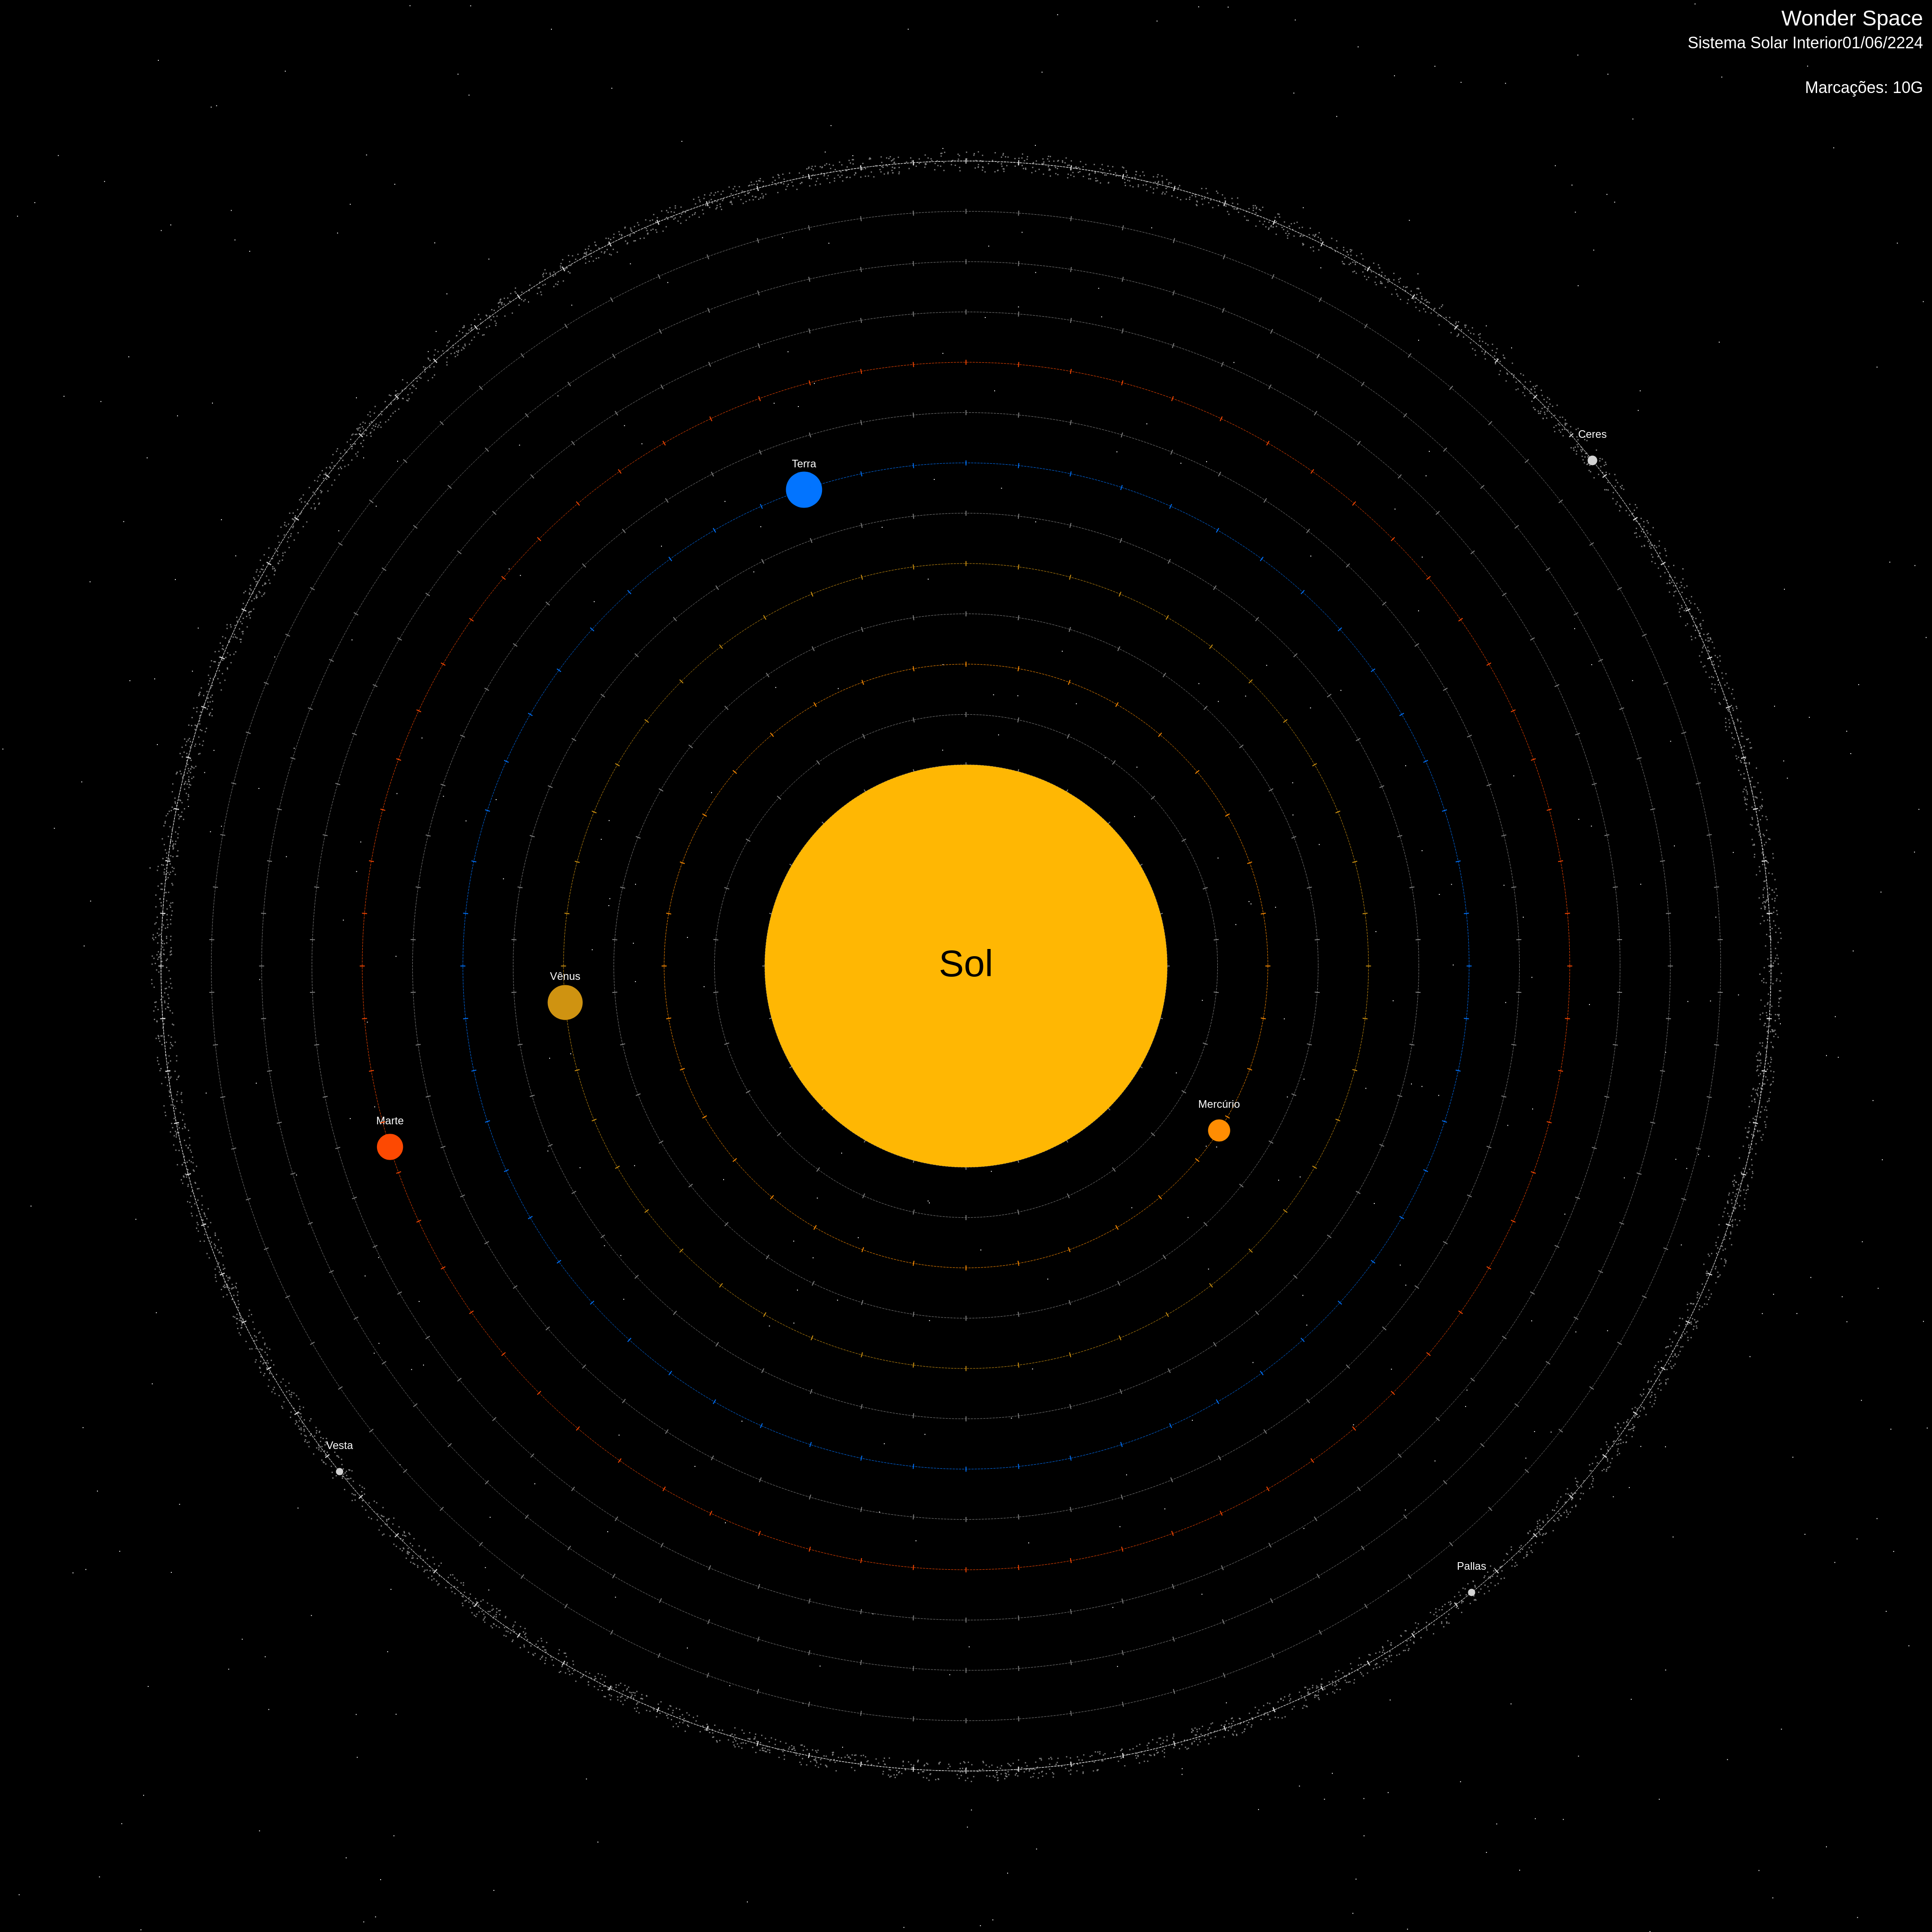 Wonder Space
Sistema Solar Interior01/06/2224
Marcações: 10G
Ceres
Terra
Sol
Vênus
Mercúrio
Marte
Vesta
Pallas